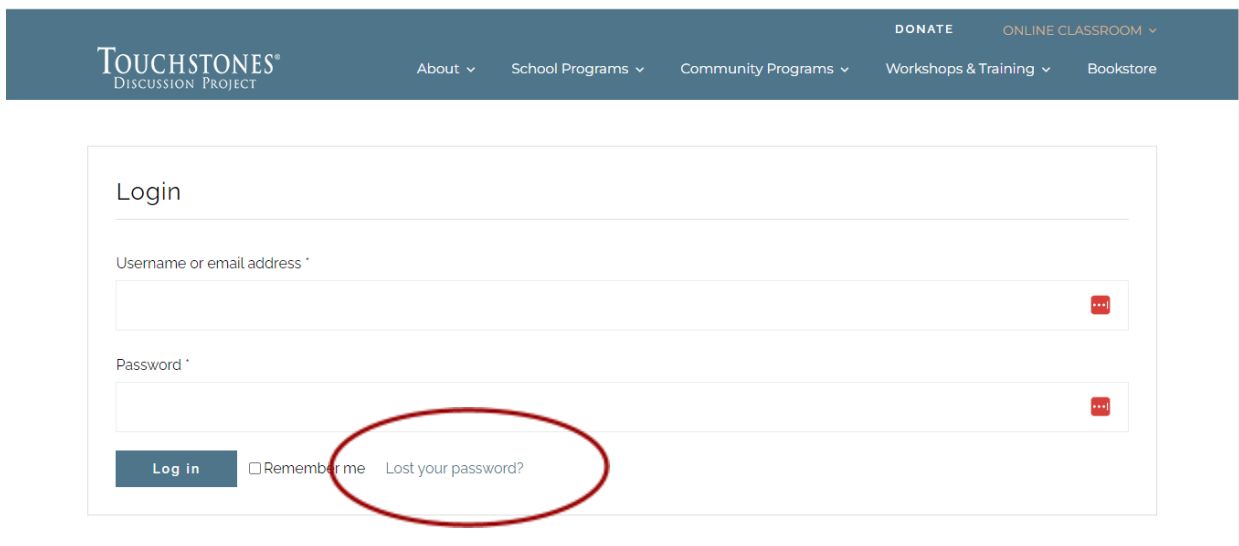 DONATE ONLINE CLASSROOM
TOUCHSTONES®
DISCUSSION PROJECT
About School Programs Community Programs Workshops & Training Bookstore
Login
Username or email address *
Password *
Log in Remember me Lost your password?